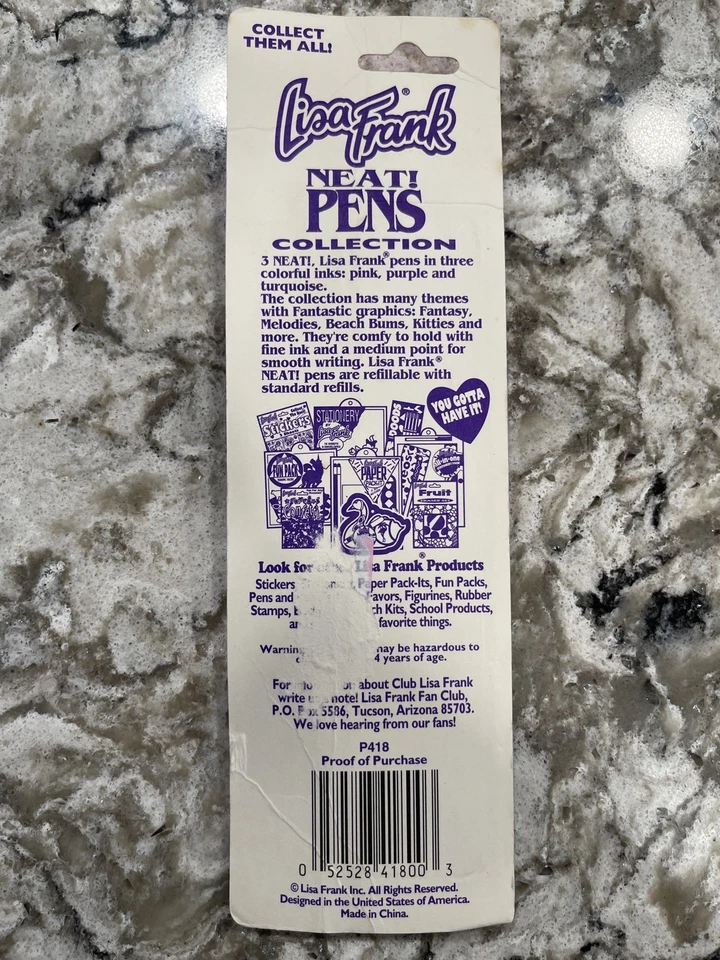 COLLECT
THEM ALL!
Lisa Frank®
NEAT!
PENS
COLLECTION
3 NEAT!, Lisa Frank® pens in three
colorful inks: pink, purple and
turquoise.
The collection has many themes
with Fantastic graphics: Fantasy,
Melodies, Beach Bums, Kitties and
more. They're comfy to hold with
fine ink and a medium point for
smooth writing. Lisa Frank®
NEAT! pens are refillable with
standard refills.
YOU GOTTA
HAVE IT!
Stickers
STATIONERY
FUN PACK
PAPER
Fruit
Look for Lisa Frank® Products
Stickers Paper Pack-Its, Fun Packs,
Pens and Favors, Figurines, Rubber
Stamps, Kits, School Products,
favorite things.
Warning may be hazardous to
4 years of age.
For about Club Lisa Frank
write note! Lisa Frank Fan Club,
P.O. Box 5586, Tucson, Arizona 85703.
We love hearing from our fans!
P418
Proof of Purchase
0 52528 41800 3
© Lisa Frank Inc. All Rights Reserved.
Designed in the United States of America.
Made in China.